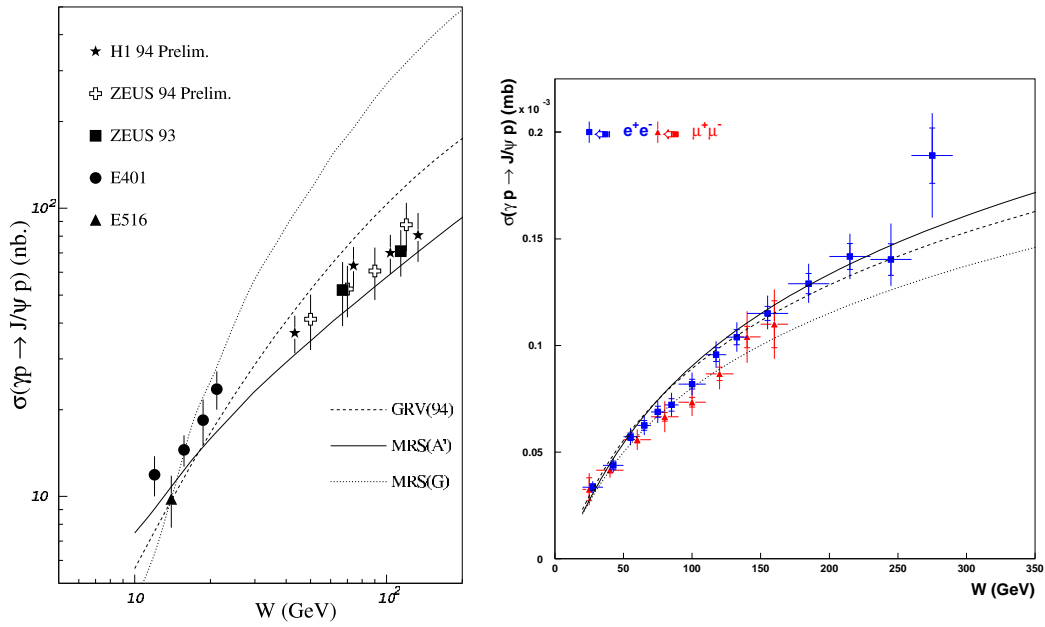 σ(γp → J/ψ p) (nb.)
H1 94 Prelim.
ZEUS 94 Prelim.
ZEUS 93
E401
E516
10²
10
GRV(94)
MRS(A')
MRS(G)
10
10²
W (GeV)
σ(γ p → J/ψ p) (mb)
x 10⁻³
e⁺e⁻
μ⁺μ⁻
0.2
0.15
0.1
0.05
0
0
50
100
150
200
250
300
350
W (GeV)